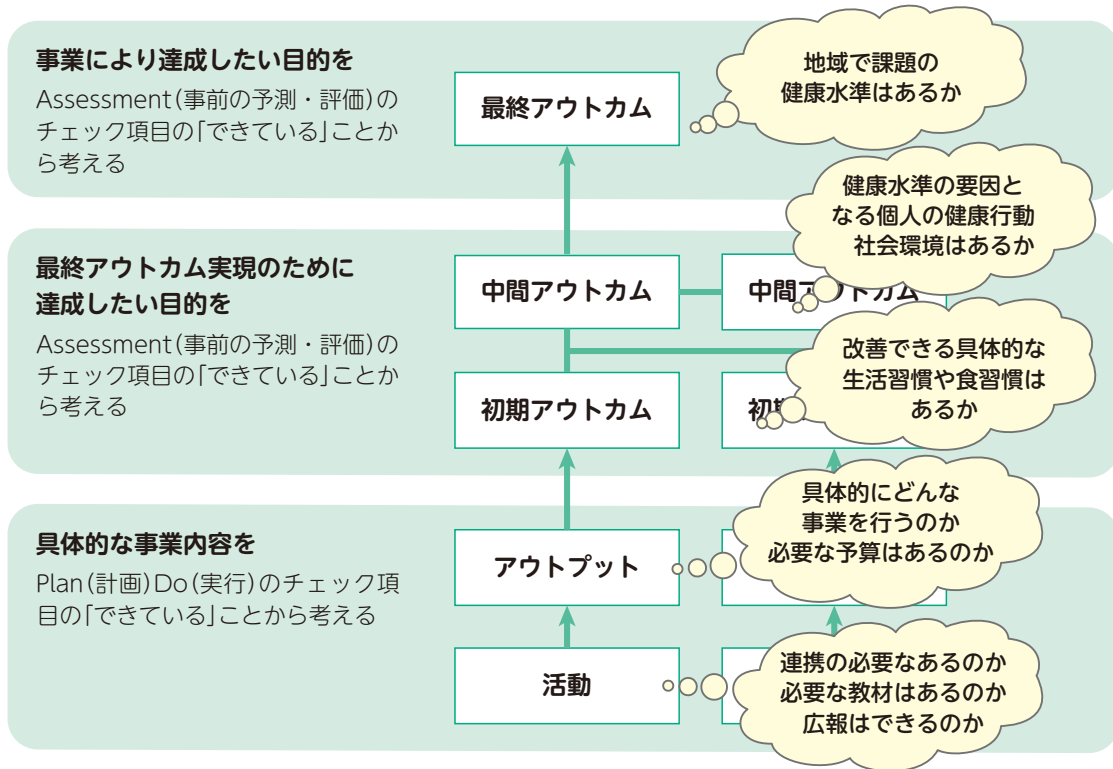 事業により達成したい目的を
Assessment(事前の予測・評価)の
チェック項目の「できている」ことか
ら考える
最終アウトカム
地域で課題の
健康水準はあるか
健康水準の要因と
なる個人の健康行動
社会環境はあるか
最終アウトカム実現のために
達成したい目的を
Assessment(事前の予測・評価)の
チェック項目の「できている」ことか
ら考える
中間アウトカム
中間アウトカム
改善できる具体的な
生活習慣や食習慣は
あるか
初期アウトカム
初
具体的な事業内容を
Plan(計画)Do(実行)のチェック項
目の「できている」ことから考える
アウトプット
具体的にどんな
事業を行うのか
必要な予算はあるのか
活動
連携の必要なあるのか
必要な教材はあるのか
広報はできるのか